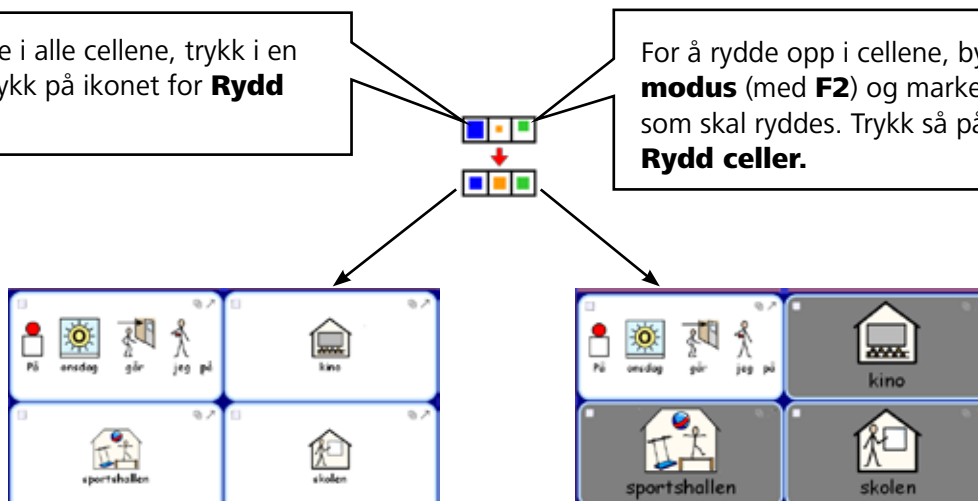 e i alle cellene, trykk i en
ykk på ikonet for Rydd
For å rydde opp i cellene, by
modus (med F2) og marke
som skal ryddes. Trykk så på
Rydd celler.
På onsdag går jeg på
kino
sportshallen
skolen
På onsdag går jeg på
kino
sportshallen
skolen